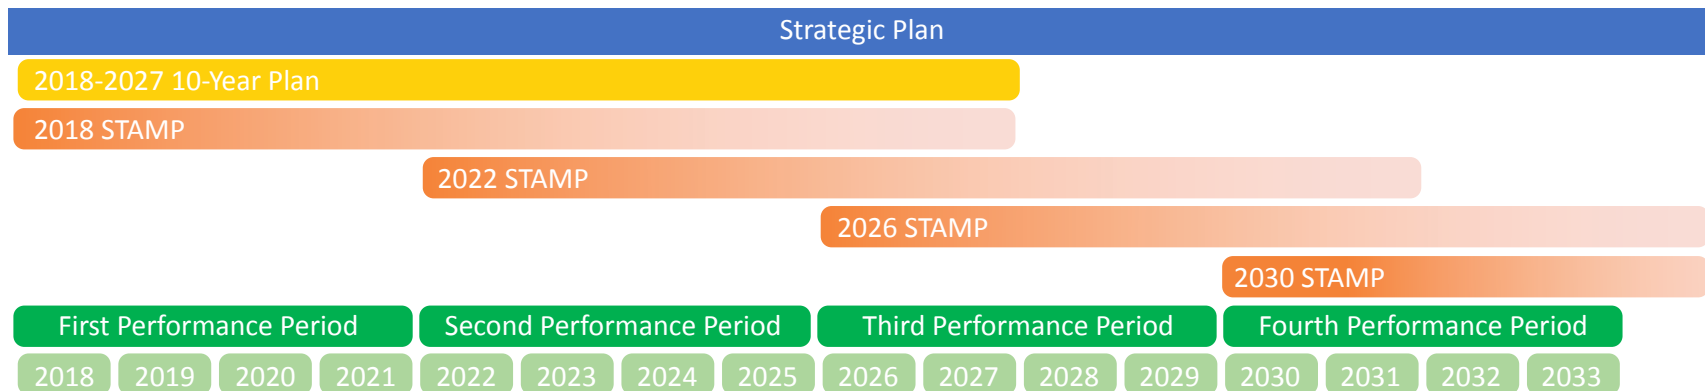 Strategic Plan
2018-2027 10-Year Plan
2018 STAMP
2022 STAMP
2026 STAMP
2030 STAMP
First Performance Period Second Performance Period Third Performance Period Fourth Performance Period
2018 2019 2020 2021 2022 2023 2024 2025 2026 2027 2028 2029 2030 2031 2032 2033